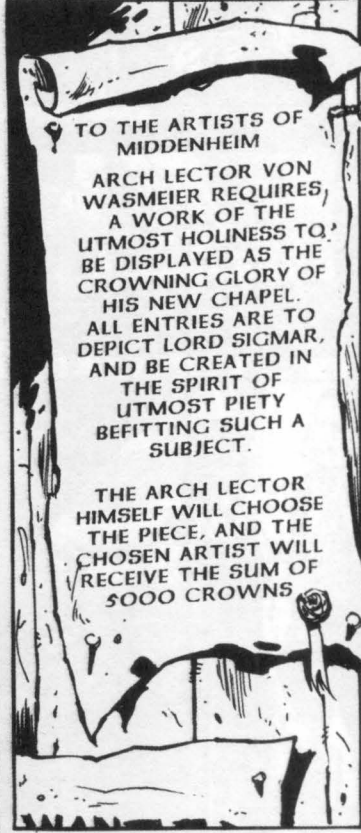 TO THE ARTISTS OF
MIDDENHEIM
ARCH LECTOR VON
WASMEIER REQUIRES,
A WORK OF THE
UTMOST HOLINESS TO
BE DISPLAYED AS THE
CROWNING GLORY OF
HIS NEW CHAPEL.
ALL ENTRIES ARE TO
DEPICT LORD SIGMAR,
AND BE CREATED IN
THE SPIRIT OF
UTMOST PIETY
BEFITTING SUCH A
SUBJECT.
THE ARCH LECTOR
HIMSELF WILL CHOOSE
THE PIECE, AND THE
CHOSEN ARTIST WILL
RECEIVE THE SUM OF
5000 CROWNS